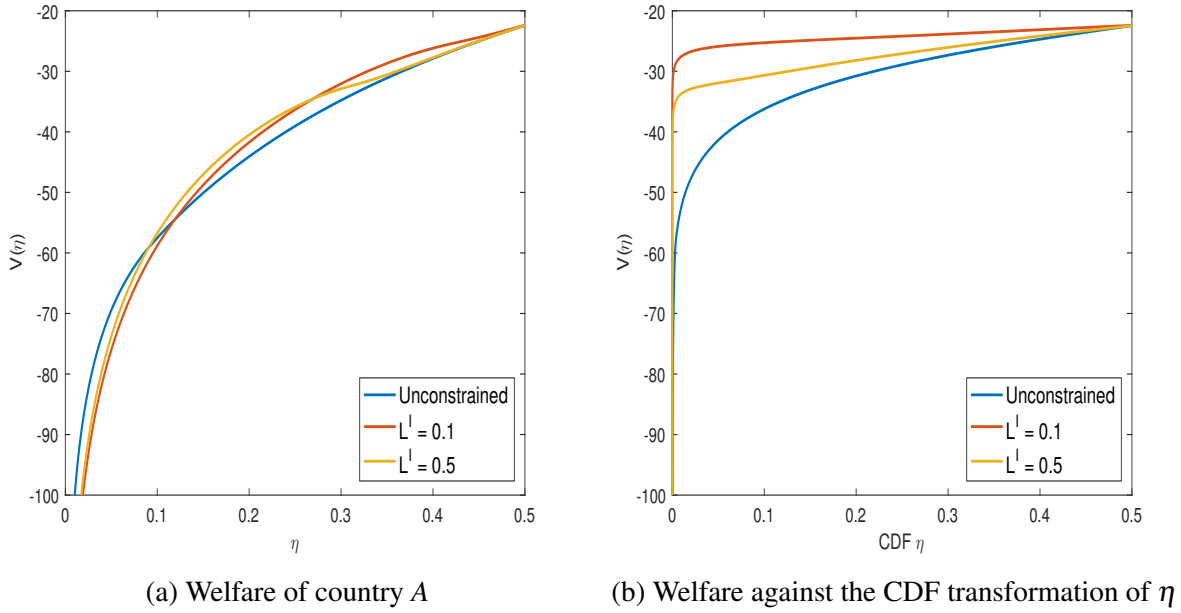 -20
-30
-40
-50
-60
-70
-80
-90
-100
V(η)
0 0.1 0.2 0.3 0.4 0.5
η
Unconstrained
L^I = 0.1
L^I = 0.5
(a) Welfare of country A
-20
-30
-40
-50
-60
-70
-80
-90
-100
V(η)
0 0.1 0.2 0.3 0.4 0.5
CDF η
Unconstrained
L^I = 0.1
L^I = 0.5
(b) Welfare against the CDF transformation of η